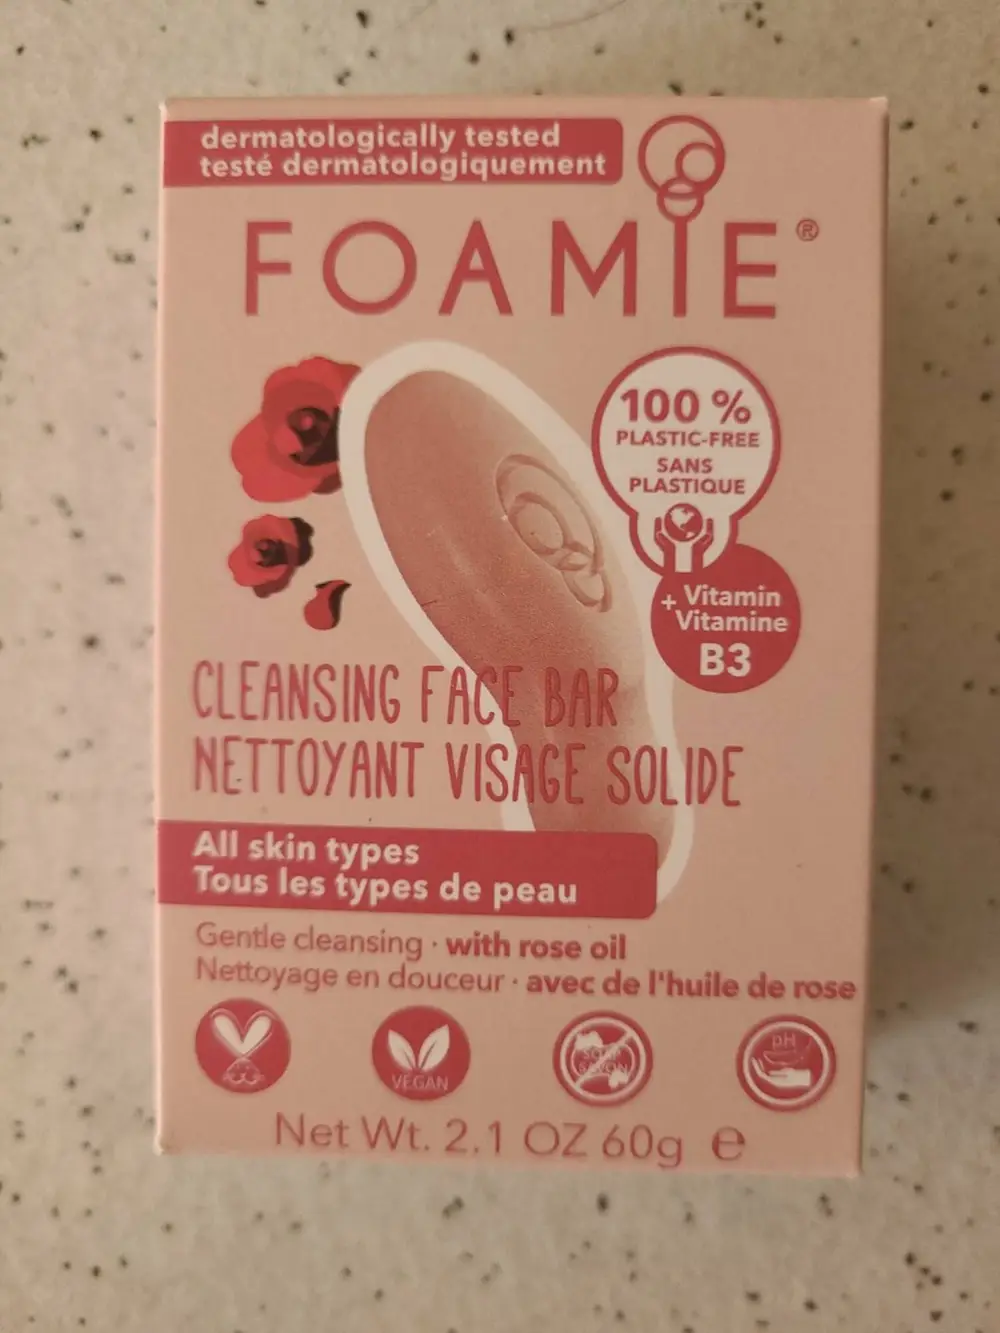 dermatologically tested
testé dermatologiquement
FOAMIE®
100 %
PLASTIC-FREE
SANS
PLASTIQUE
+ Vitamin
Vitamine
B3
CLEANSING FACE BAR
NETTOYANT VISAGE SOLIDE
All skin types
Tous les types de peau
Gentle cleansing · with rose oil
Nettoyage en douceur · avec de l'huile de rose
VEGAN
SOAP
SAVON
pH
Net Wt. 2.1 OZ 60g e